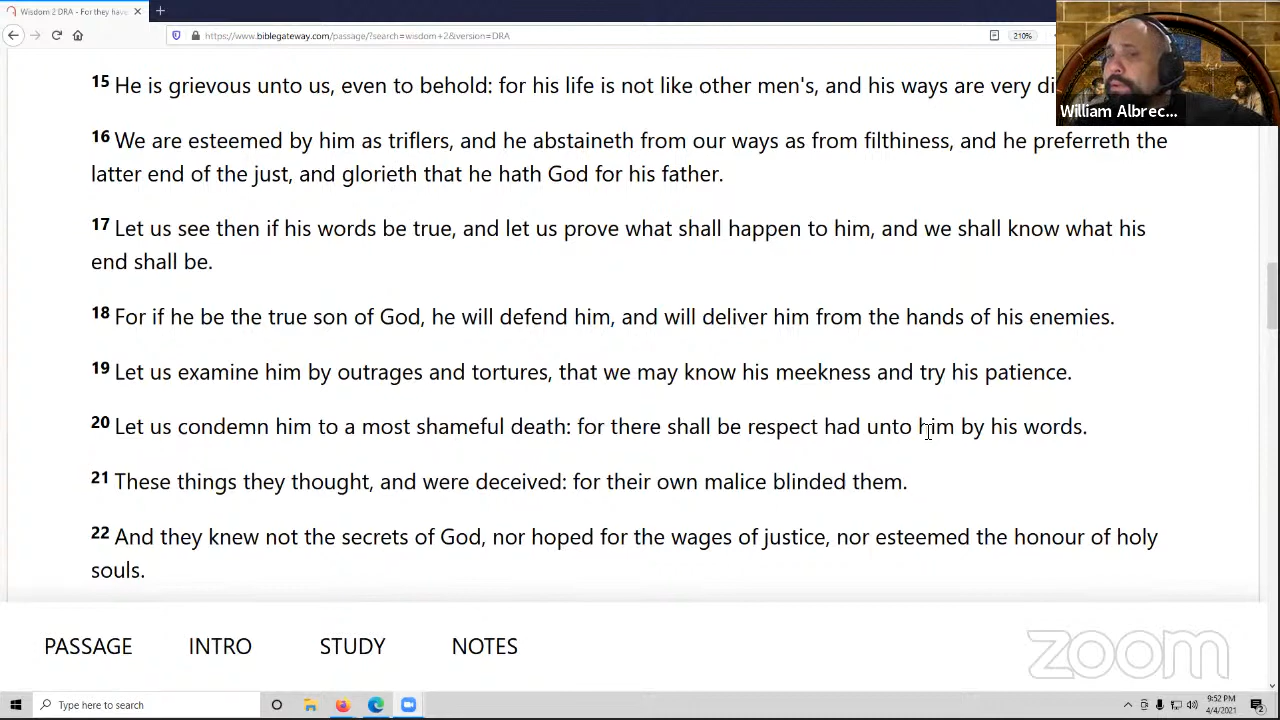 Wisdom 2 DRA - For they have
https://www.biblegateway.com/passage/?search=wisdom+2&version=DRA
210%
15 He is grievous unto us, even to behold: for his life is not like other men's, and his ways are very di
William Albrec...
16 We are esteemed by him as triflers, and he abstaineth from our ways as from filthiness, and he preferreth the
latter end of the just, and glorieth that he hath God for his father.
17 Let us see then if his words be true, and let us prove what shall happen to him, and we shall know what his
end shall be.
18 For if he be the true son of God, he will defend him, and will deliver him from the hands of his enemies.
19 Let us examine him by outrages and tortures, that we may know his meekness and try his patience.
20 Let us condemn him to a most shameful death: for there shall be respect had unto him by his words.
21 These things they thought, and were deceived: for their own malice blinded them.
22 And they knew not the secrets of God, nor hoped for the wages of justice, nor esteemed the honour of holy
souls.
PASSAGE INTRO STUDY NOTES
zoom
Type here to search
9:52 PM
4/4/2021
2